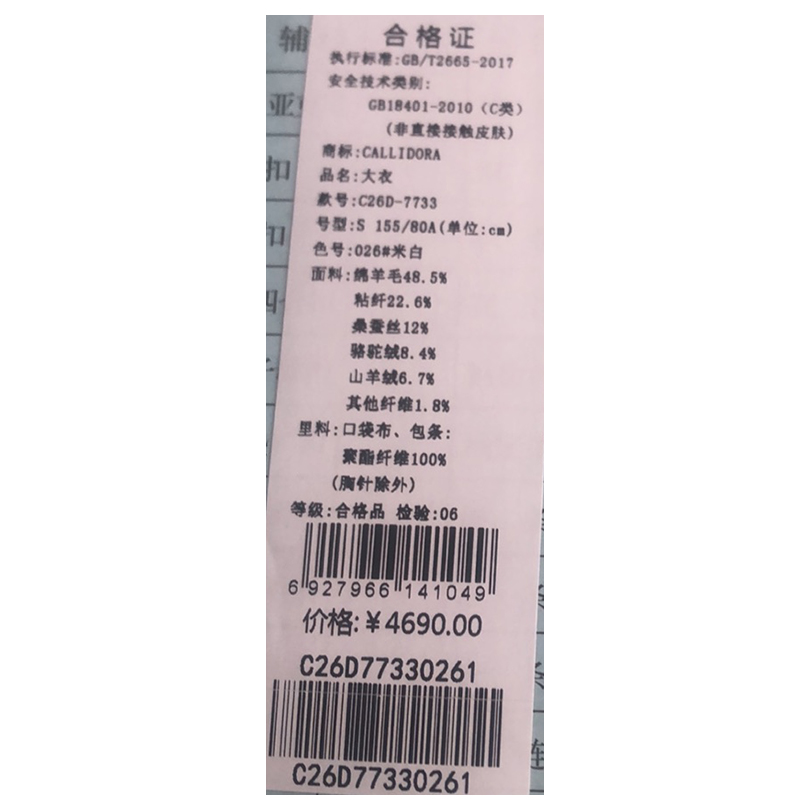 合格证
执行标准:GB/T2665-2017
安全技术类别:
GB18401-2010（C类）
(非直接接触皮肤)
商标:CALLIDORA
品名:大衣
款号:C26D-7733
号型:S 155/80A(单位:cm)
色号:026#米白
面料:绵羊毛48.5%
粘纤22.6%
桑蚕丝12%
骆驼绒8.4%
山羊绒6.7%
其他纤维1.8%
里料:口袋布、包条:
聚酯纤维100%
(胸针除外)
等级:合格品 检验:06
6 927966 141049
价格:￥4690.00
C26D77330261
C26D77330261
辅
扣
扣
四